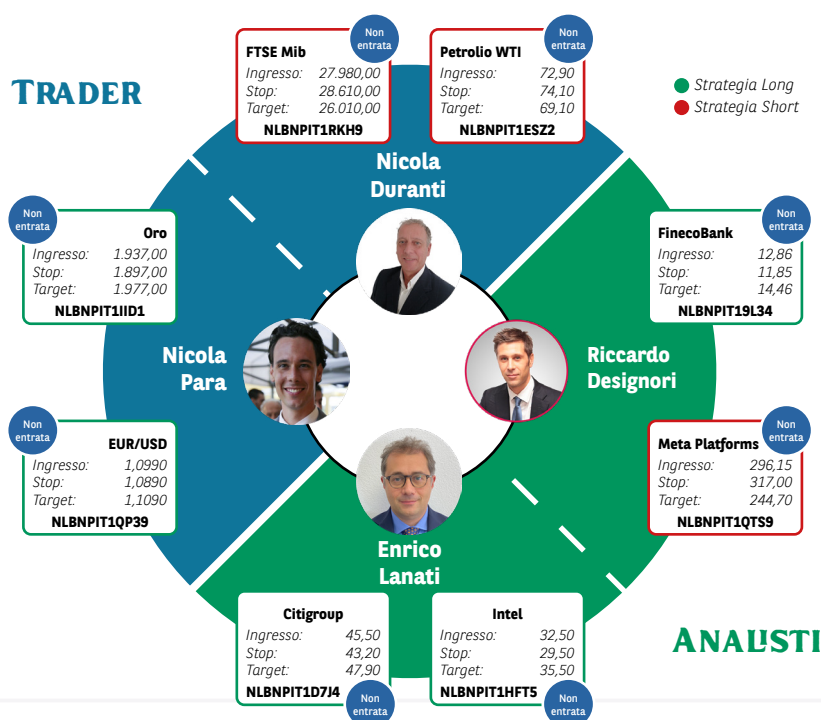 TRADER
Non
entrata
FTSE Mib
Ingresso: 27.980,00
Stop: 28.610,00
Target: 26.010,00
NLBNPIT1RKH9
Non
entrata
Petrolio WTI
Ingresso: 72,90
Stop: 74,10
Target: 69,10
NLBNPIT1ESZ2
Strategia Long
Strategia Short
Nicola
Duranti
Non
entrata
Oro
Ingresso: 1.937,00
Stop: 1.897,00
Target: 1.977,00
NLBNPIT1IID1
Non
entrata
FinecoBank
Ingresso: 12,86
Stop: 11,85
Target: 14,46
NLBNPIT19L34
Nicola
Para
Riccardo
Designori
Non
entrata
EUR/USD
Ingresso: 1,0990
Stop: 1,0890
Target: 1,1090
NLBNPIT1QP39
Non
entrata
Meta Platforms
Ingresso: 296,15
Stop: 317,00
Target: 244,70
NLBNPIT1QTS9
Enrico
Lanati
Citigroup
Ingresso: 45,50
Stop: 43,20
Target: 47,90
NLBNPIT1D7J4
Non
entrata
Intel
Ingresso: 32,50
Stop: 29,50
Target: 35,50
NLBNPIT1HFT5
Non
entrata
ANALISTI